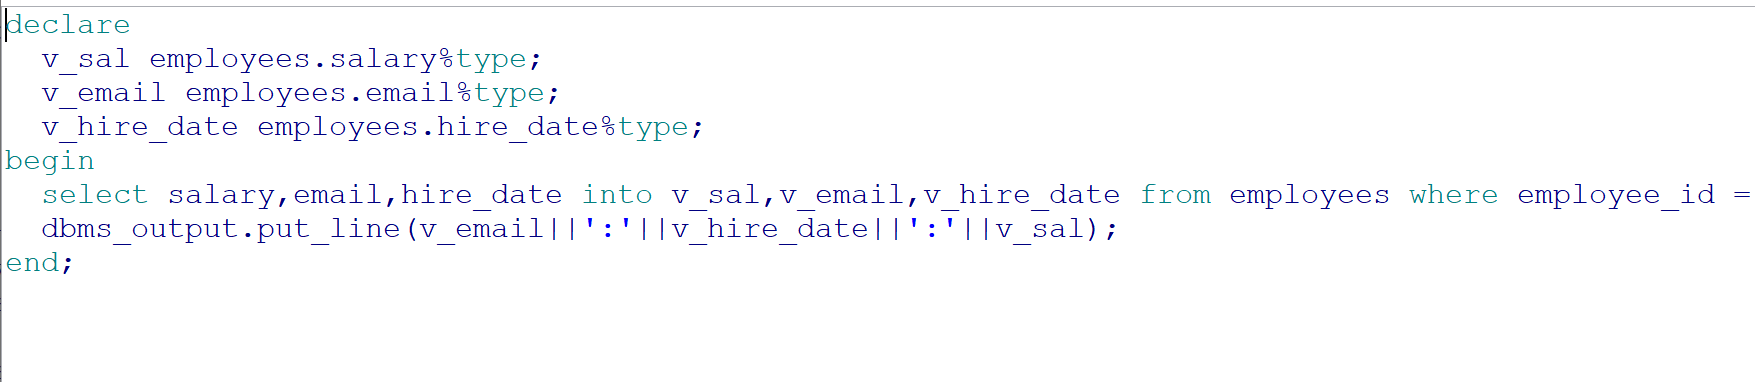 declare
  v_sal employees.salary%type;
  v_email employees.email%type;
  v_hire_date employees.hire_date%type;
begin
  select salary,email,hire_date into v_sal,v_email,v_hire_date from employees where employee_id =
  dbms_output.put_line(v_email||':'||v_hire_date||':'||v_sal);
end;